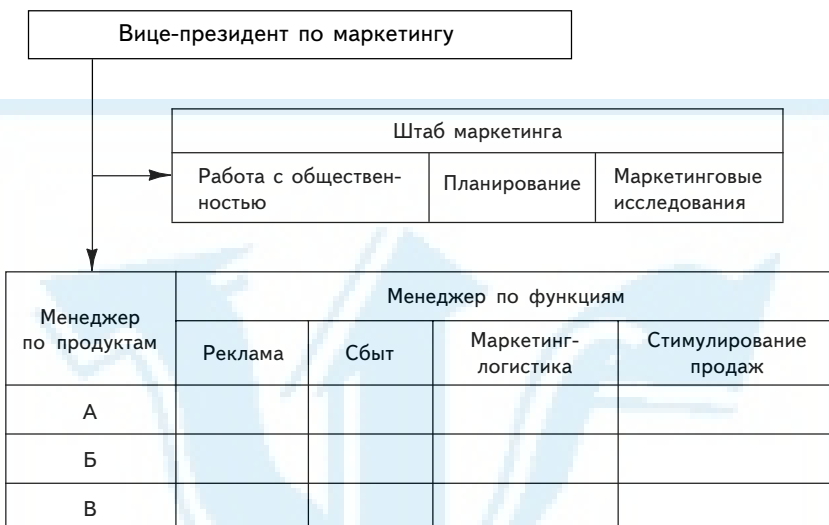 Вице-президент по маркетингу
Штаб маркетинга
Работа с обществен-
ностью
Планирование
Маркетинговые
исследования
Менеджер
по продуктам
Менеджер по функциям
Реклама
Сбыт
Маркетинг-
логистика
Стимулирование
продаж
А
Б
В